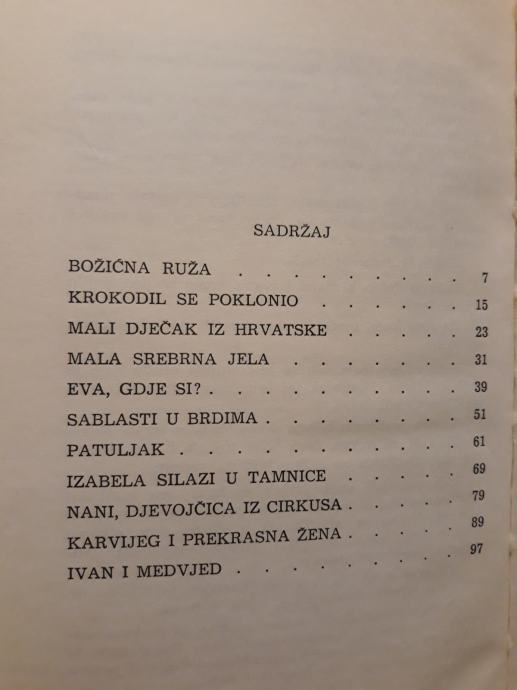 SADRŽAJ
BOŽIĆNA RUŽA . . . . . . . . . 7
KROKODIL SE POKLONIO . . . . . . 15
MALI DJEČAK IZ HRVATSKE . . . . . 23
MALA SREBRNA JELA . . . . . . . 31
EVA, GDJE SI? . . . . . . . . . . 39
SABLASTI U BRDIMA . . . . . . . . 51
PATULJAK . . . . . . . . . . . 61
IZABELA SILAZI U TAMNICE . . . . . 69
NANI, DJEVOJČICA IZ CIRKUSA . . . . . 79
KARVIJEG I PREKRASNA ŽENA . . . . . 89
IVAN I MEDVJED . . . . . . . . . 97